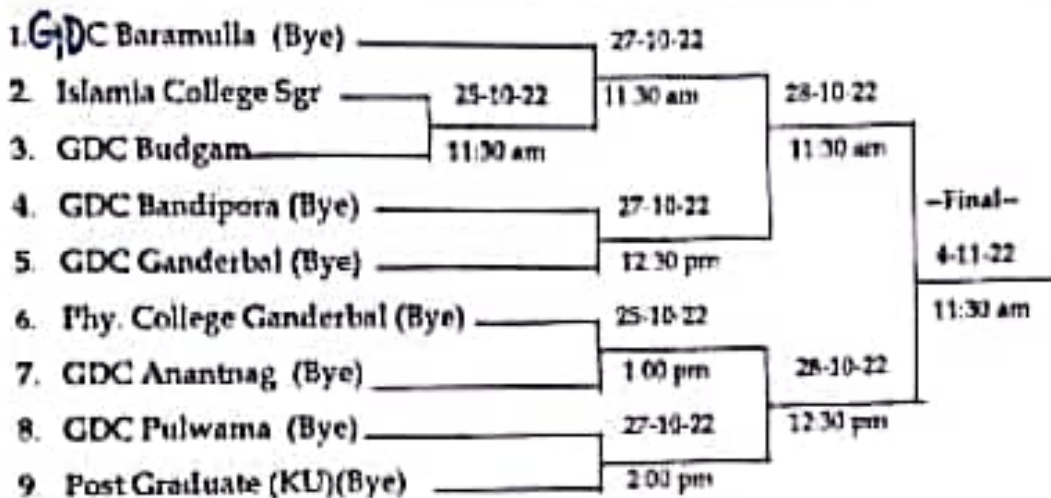 1. GDC Baramulla (Bye)
27-10-22
11:30 am
2. Islamia College Sgr
25-10-22
11:30 am
28-10-22
11:30 am
3. GDC Budgam
4. GDC Bandipora (Bye)
27-10-22
12:30 pm
--Final--
4-11-22
11:30 am
5. GDC Ganderbal (Bye)
6. Phy. College Ganderbal (Bye)
25-10-22
1:00 pm
7. GDC Anantnag (Bye)
28-10-22
12:30 pm
8. GDC Pulwama (Bye)
27-10-22
2:00 pm
9. Post Graduate (KU)(Bye)